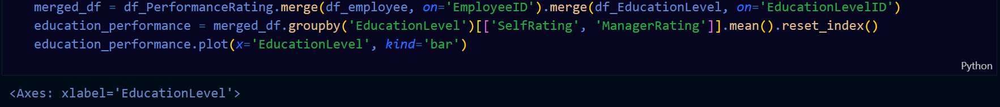 merged_df = df_PerformanceRating.merge(df_employee, on='EmployeeID').merge(df_EducationLevel, on='EducationLevelID')
education_performance = merged_df.groupby('EducationLevel')[['SelfRating', 'ManagerRating']].mean().reset_index()
education_performance.plot(x='EducationLevel', kind='bar')
Python
<Axes: xlabel='EducationLevel'>